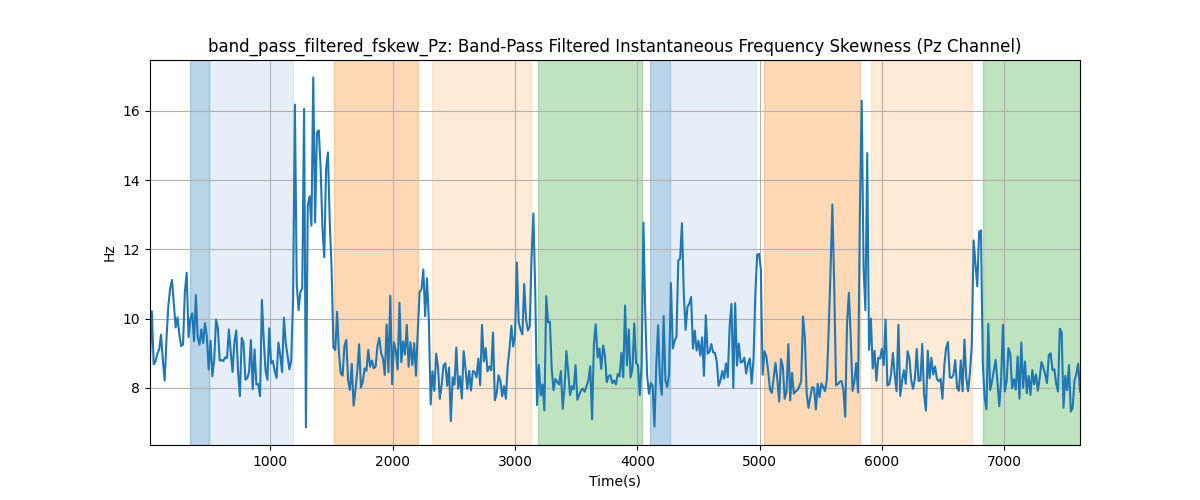 band_pass_filtered_fskew_Pz: Band-Pass Filtered Instantaneous Frequency Skewness (Pz Channel)
16
14
12
10
8
Hz
1000 2000 3000 4000 5000 6000 7000
Time(s)